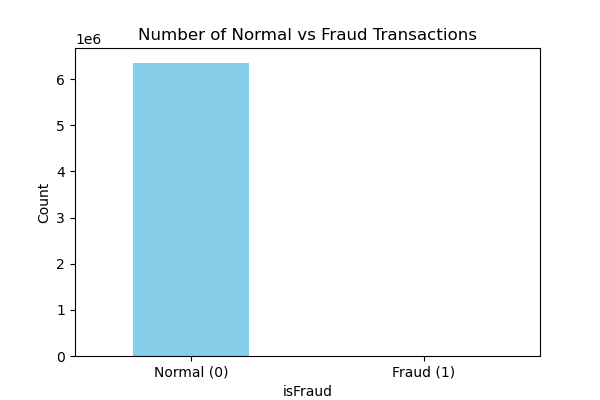 Number of Normal vs Fraud Transactions
1e6
6
5
4
3
2
1
0
Count
Normal (0) Fraud (1)
isFraud